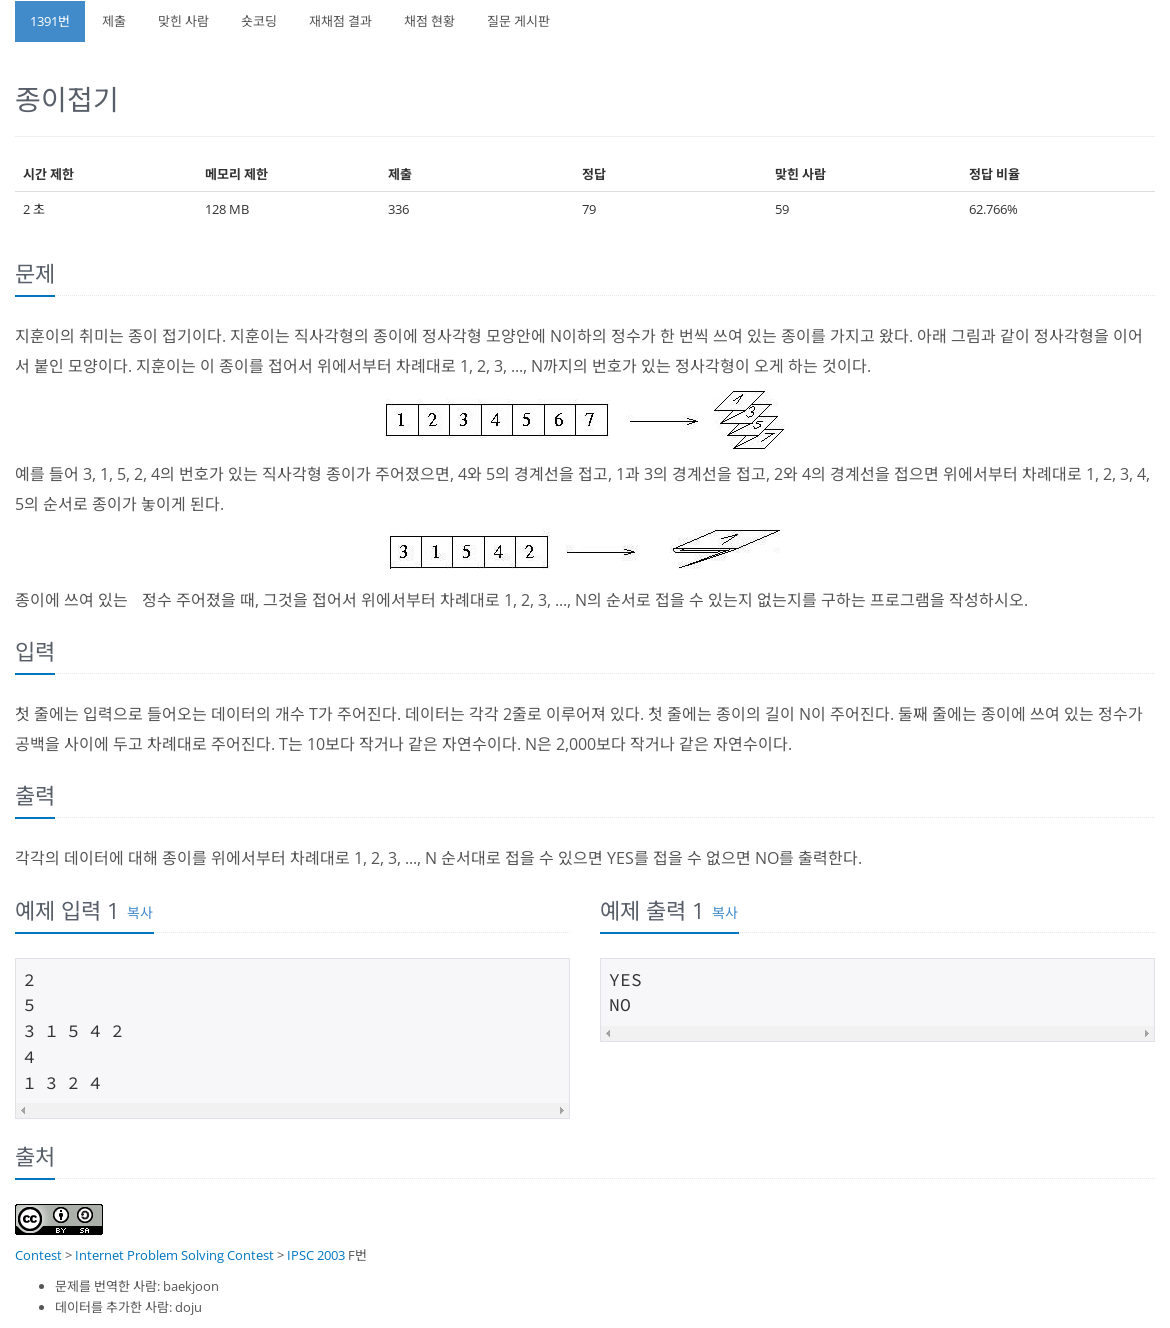 1391번 제출 맞힌 사람 숏코딩 재채점 결과 채점 현황 질문 게시판
종이접기
시간 제한 메모리 제한 제출 정답 맞힌 사람 정답 비율
2 초 128 MB 336 79 59 62.766%
문제
지훈이의 취미는 종이 접기이다. 지훈이는 직사각형의 종이에 정사각형 모양안에 N이하의 정수가 한 번씩 쓰여 있는 종이를 가지고 왔다. 아래 그림과 같이 정사각형을 이어
서 붙인 모양이다. 지훈이는 이 종이를 접어서 위에서부터 차례대로 1, 2, 3, ..., N까지의 번호가 있는 정사각형이 오게 하는 것이다.
1 2 3 4 5 6 7 1 3 5 7
예를 들어 3, 1, 5, 2, 4의 번호가 있는 직사각형 종이가 주어졌으면, 4와 5의 경계선을 접고, 1과 3의 경계선을 접고, 2와 4의 경계선을 접으면 위에서부터 차례대로 1, 2, 3, 4,
5의 순서로 종이가 놓이게 된다.
3 1 5 4 2 1
종이에 쓰여 있는 정수 주어졌을 때, 그것을 접어서 위에서부터 차례대로 1, 2, 3, ..., N의 순서로 접을 수 있는지 없는지를 구하는 프로그램을 작성하시오.
입력
첫 줄에는 입력으로 들어오는 데이터의 개수 T가 주어진다. 데이터는 각각 2줄로 이루어져 있다. 첫 줄에는 종이의 길이 N이 주어진다. 둘째 줄에는 종이에 쓰여 있는 정수가
공백을 사이에 두고 차례대로 주어진다. T는 10보다 작거나 같은 자연수이다. N은 2,000보다 작거나 같은 자연수이다.
출력
각각의 데이터에 대해 종이를 위에서부터 차례대로 1, 2, 3, ..., N 순서대로 접을 수 있으면 YES를 접을 수 없으면 NO를 출력한다.
예제 입력 1 복사
2
5
3 1 5 4 2
4
1 3 2 4
예제 출력 1 복사
YES
NO
출처
cc BY SA
Contest > Internet Problem Solving Contest > IPSC 2003 F번
문제를 번역한 사람: baekjoon
데이터를 추가한 사람: doju